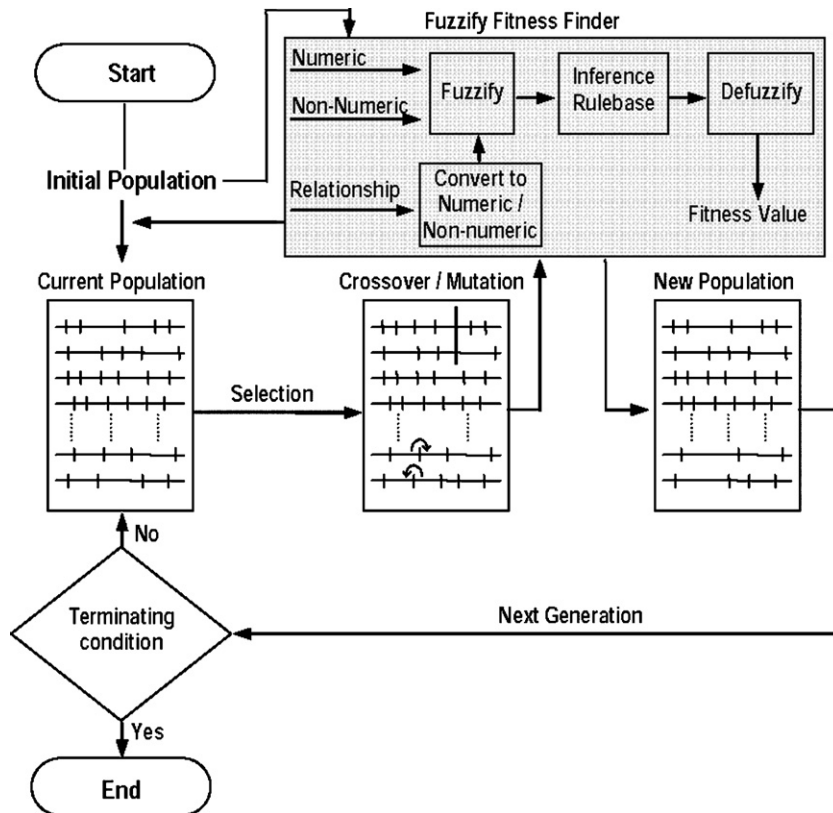 Fuzzify Fitness Finder
Start
Numeric
Non-Numeric
Fuzzify
Inference
Rulebase
Defuzzify
Initial Population
Relationship
Convert to
Numeric /
Non-numeric
Fitness Value
Current Population
Crossover / Mutation
New Population
Selection
No
Terminating
condition
Next Generation
Yes
End